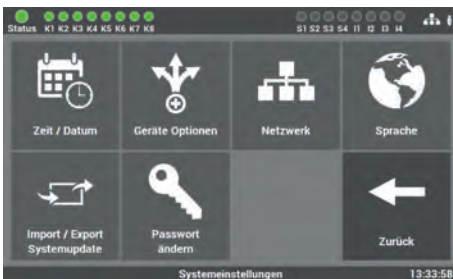 Status K1 K2 K3 K4 K5 K6 K7 K8 S1 S2 S3 S4 I1 I2 I3 I4
Zeit / Datum
Geräte Optionen
Netzwerk
Sprache
Import / Export
Systemupdate
Passwort
ändern
Zurück
Systemeinstellungen 13:33:58